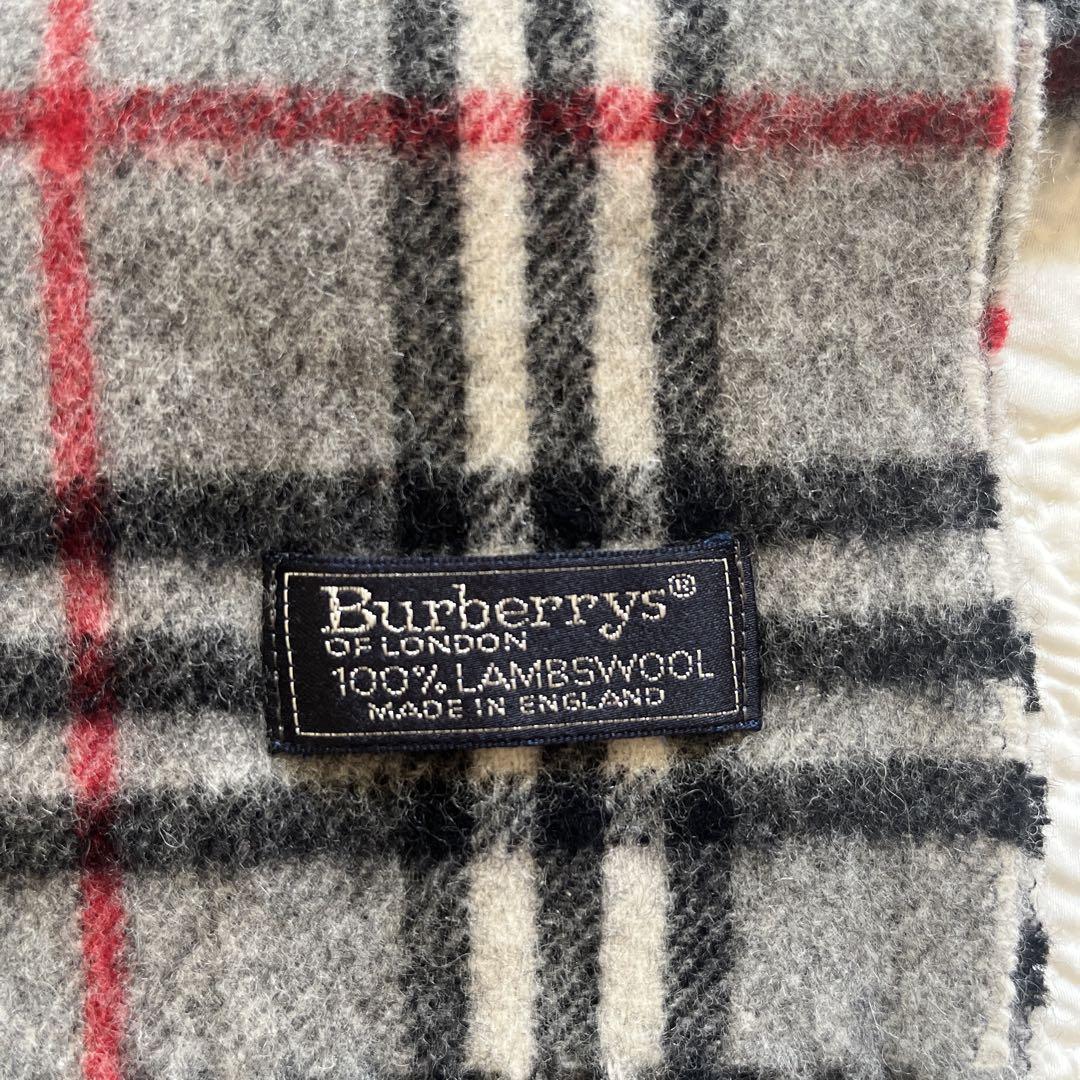 Burberrys®
OF LONDON
100% LAMBSWOOL
MADE IN ENGLAND